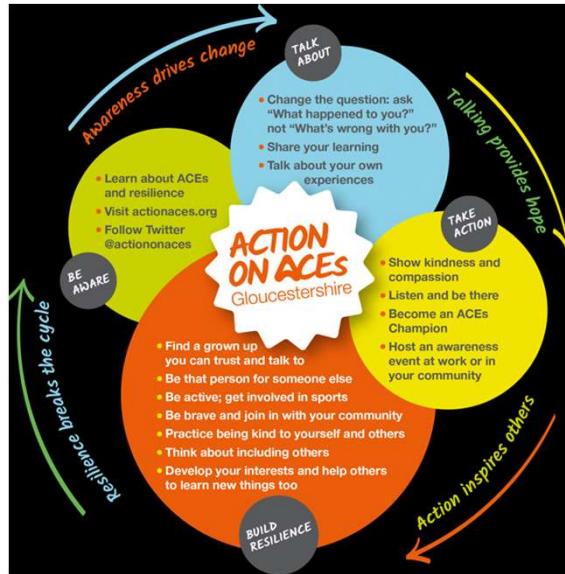 Awareness drives change
TALK
ABOUT
• Change the question: ask
“What happened to you?”
not “What’s wrong with you?”
• Share your learning
• Talk about your own
experiences
Talking provides hope
• Learn about ACEs
and resilience
• Visit actionaces.org
• Follow Twitter
@actiononaces
BE
AWARE
ACTION
ON ACEs
Gloucestershire
TAKE
ACTION
• Show kindness and
compassion
• Listen and be there
• Become an ACEs
Champion
• Host an awareness
event at work or in
your community
• Find a grown up
you can trust and talk to
• Be that person for someone else
• Be active; get involved in sports
• Be brave and join in with your community
• Practice being kind to yourself and others
• Think about including others
• Develop your interests and help others
to learn new things too
BUILD
RESILIENCE
Action inspires others
Resilience breaks the cycle